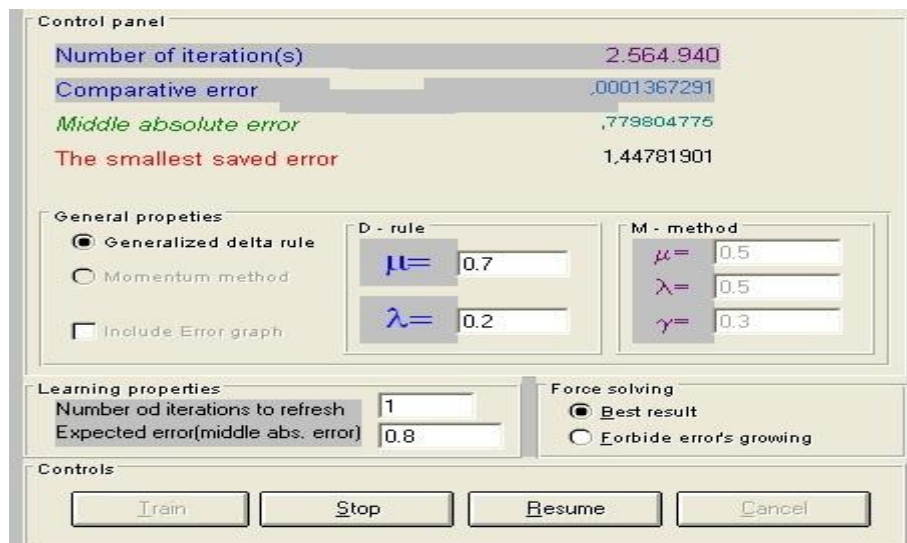 Control panel
Number of iteration(s) 2.564.940
Comparative error ,0001367291
Middle absolute error ,779804775
The smallest saved error 1,44781901
General propeties
Generalized delta rule
Momentum method
Include Error graph
D - rule
μ= 0.7
λ= 0.2
M - method
μ= 0.5
λ= 0.5
γ= 0.3
Learning properties
Number od iterations to refresh 1
Expected error(middle abs. error) 0.8
Force solving
Best result
Forbide error's growing
Controls
Train Stop Resume Cancel